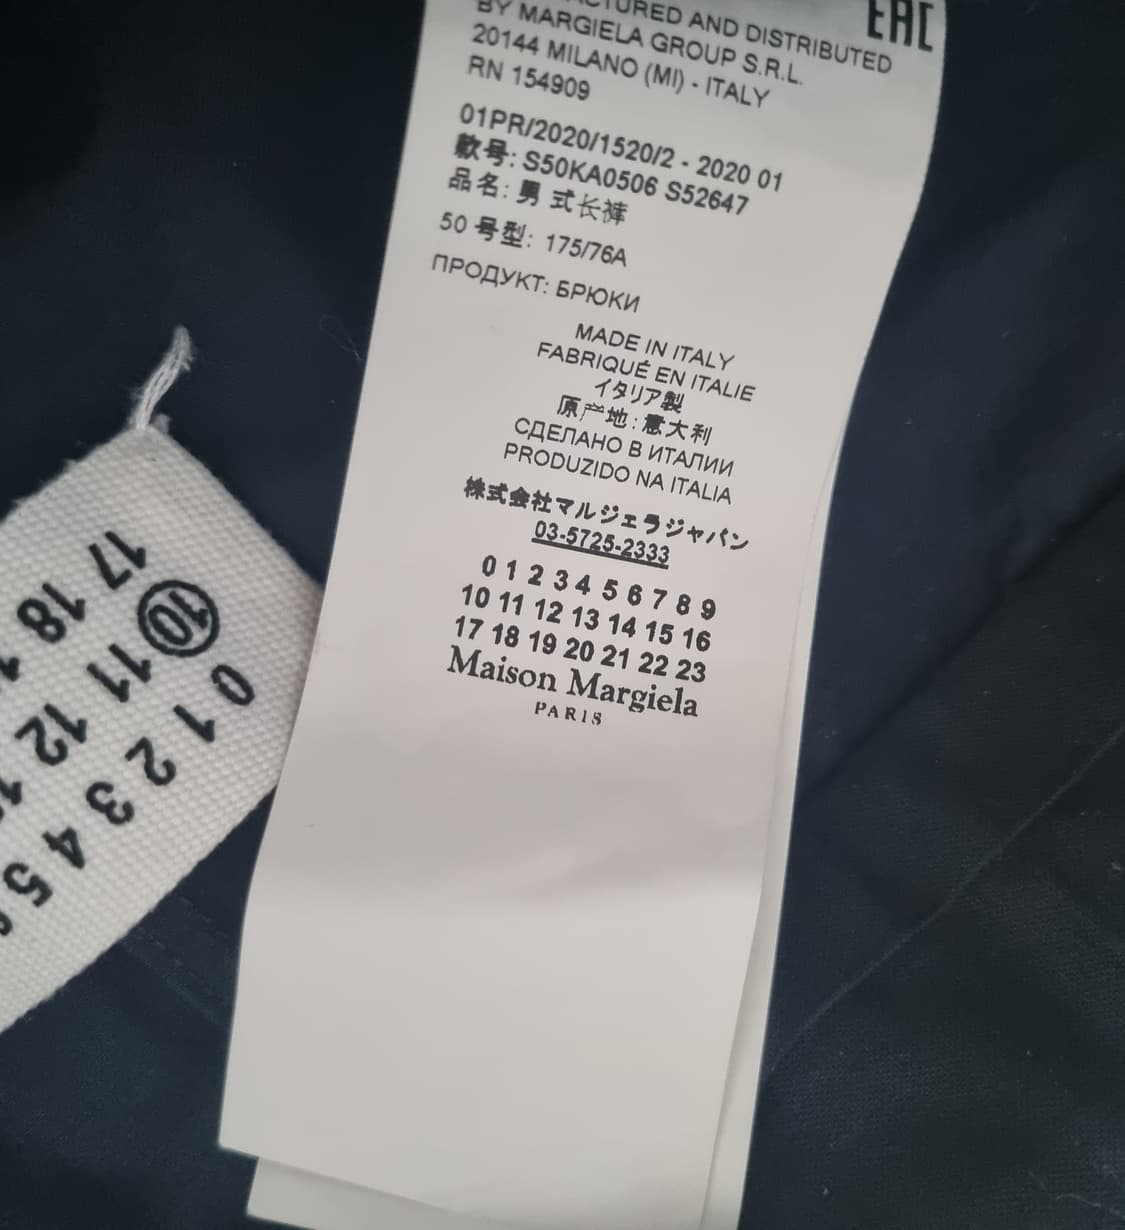 EAC
CTURED AND DISTRIBUTED
BY MARGIELA GROUP S.R.L.
20144 MILANO (MI) - ITALY
RN 154909
01PR/2020/1520/2 - 2020 01
款号: S50KA0506 S52647
品名: 男 式长裤
50 号型: 175/76A
ПРОДУКТ: БРЮКИ
MADE IN ITALY
FABRIQUÉ EN ITALIE
イタリア製
原产地: 意大利
СДЕЛАНО В ИТАЛИИ
PRODUZIDO NA ITALIA
株式会社マルジェラジャパン
03-5725-2333
0 1 2 3 4 5 6 7 8 9
10 11 12 13 14 15 16
17 18 19 20 21 22 23
Maison Margiela
PARIS
0 1 2 3 4 5
10 11 12
17 18